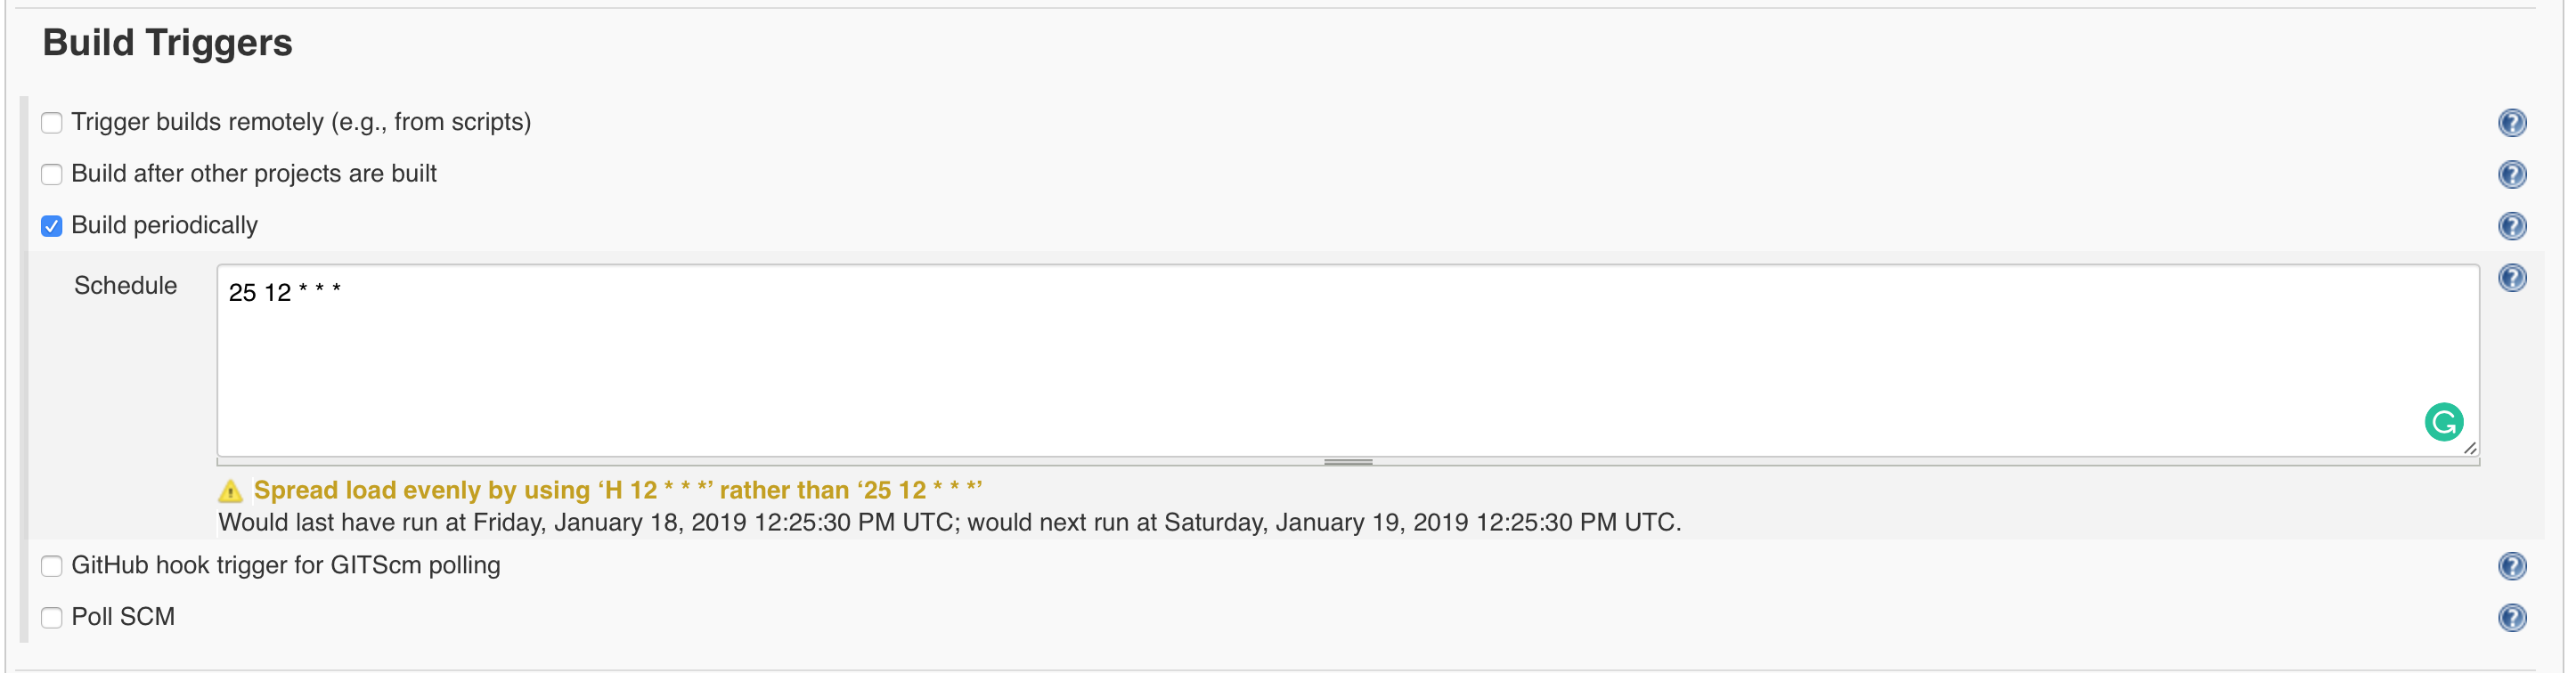 Build Triggers
Trigger builds remotely (e.g., from scripts)
Build after other projects are built
Build periodically
Schedule
25 12 * * *
Spread load evenly by using ‘H 12 * * *’ rather than ‘25 12 * * *’
Would last have run at Friday, January 18, 2019 12:25:30 PM UTC; would next run at Saturday, January 19, 2019 12:25:30 PM UTC.
GitHub hook trigger for GITScm polling
Poll SCM